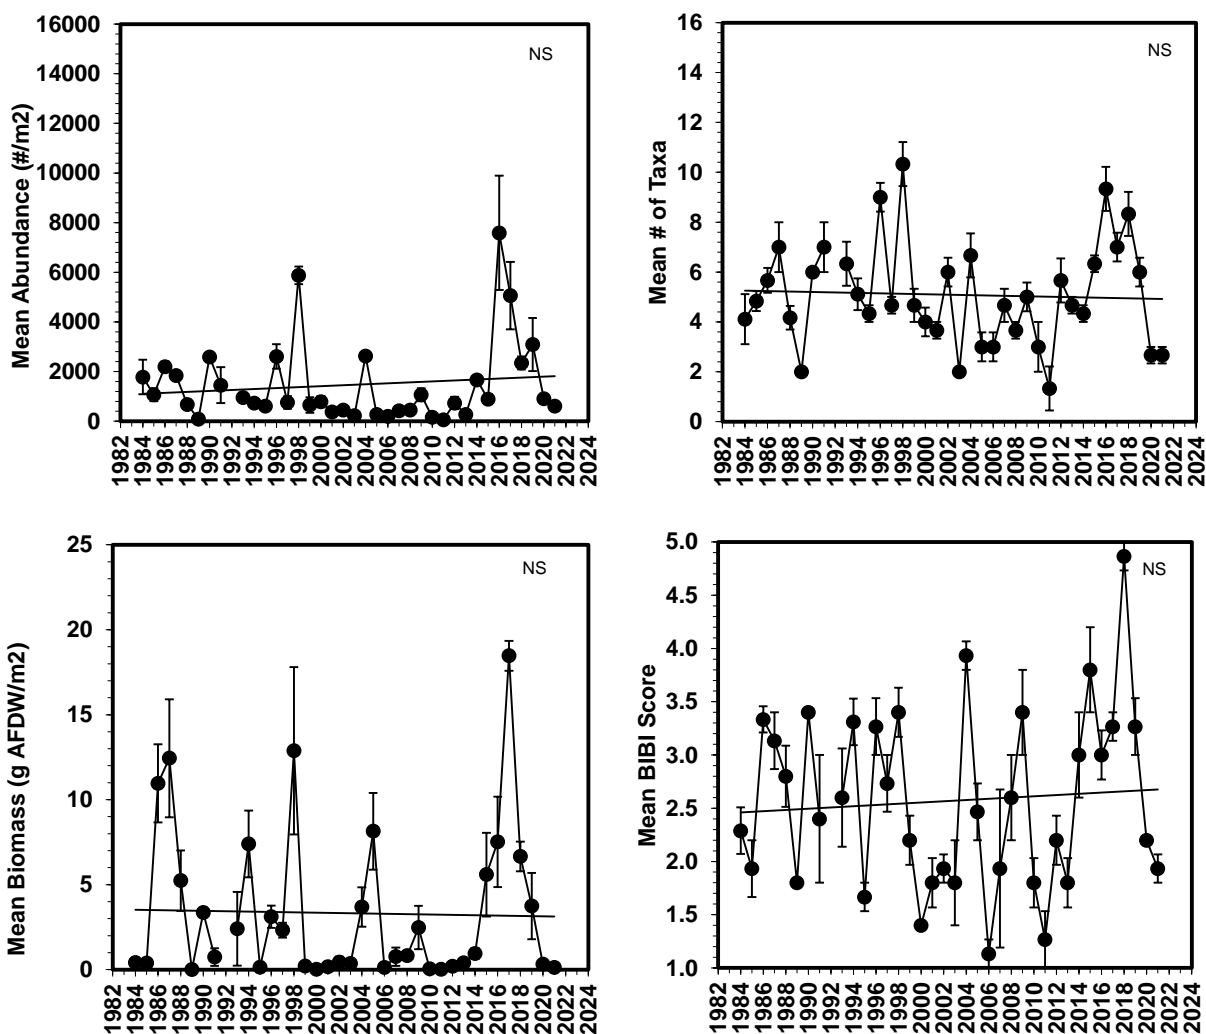 Mean Abundance (#/m2)
16000
14000
12000
10000
8000
6000
4000
2000
0
NS
1982 1984 1986 1988 1990 1992 1994 1996 1998 2000 2002 2004 2006 2008 2010 2012 2014 2016 2018 2020 2022 2024
Mean # of Taxa
16
14
12
10
8
6
4
2
0
NS
1982 1984 1986 1988 1990 1992 1994 1996 1998 2000 2002 2004 2006 2008 2010 2012 2014 2016 2018 2020 2022 2024
Mean Biomass (g AFDW/m2)
25
20
15
10
5
0
NS
1982 1984 1986 1988 1990 1992 1994 1996 1998 2000 2002 2004 2006 2008 2010 2012 2014 2016 2018 2020 2022 2024
Mean BIBI Score
5.0
4.5
4.0
3.5
3.0
2.5
2.0
1.5
1.0
NS
1982 1984 1986 1988 1990 1992 1994 1996 1998 2000 2002 2004 2006 2008 2010 2012 2014 2016 2018 2020 2022 2024